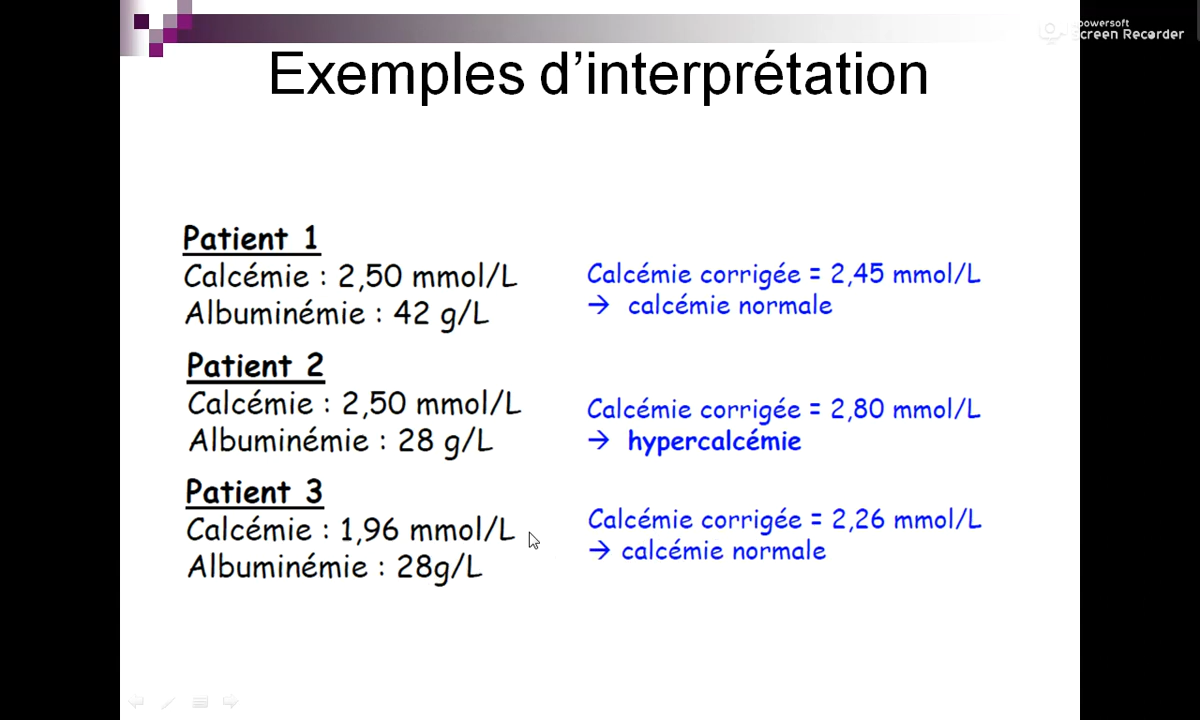 powersoft
Screen Recorder
Exemples d’interprétation
Patient 1
Calcémie : 2,50 mmol/L
Albuminémie : 42 g/L
Calcémie corrigée = 2,45 mmol/L
→ calcémie normale
Patient 2
Calcémie : 2,50 mmol/L
Albuminémie : 28 g/L
Calcémie corrigée = 2,80 mmol/L
→ hypercalcémie
Patient 3
Calcémie : 1,96 mmol/L
Albuminémie : 28g/L
Calcémie corrigée = 2,26 mmol/L
→ calcémie normale